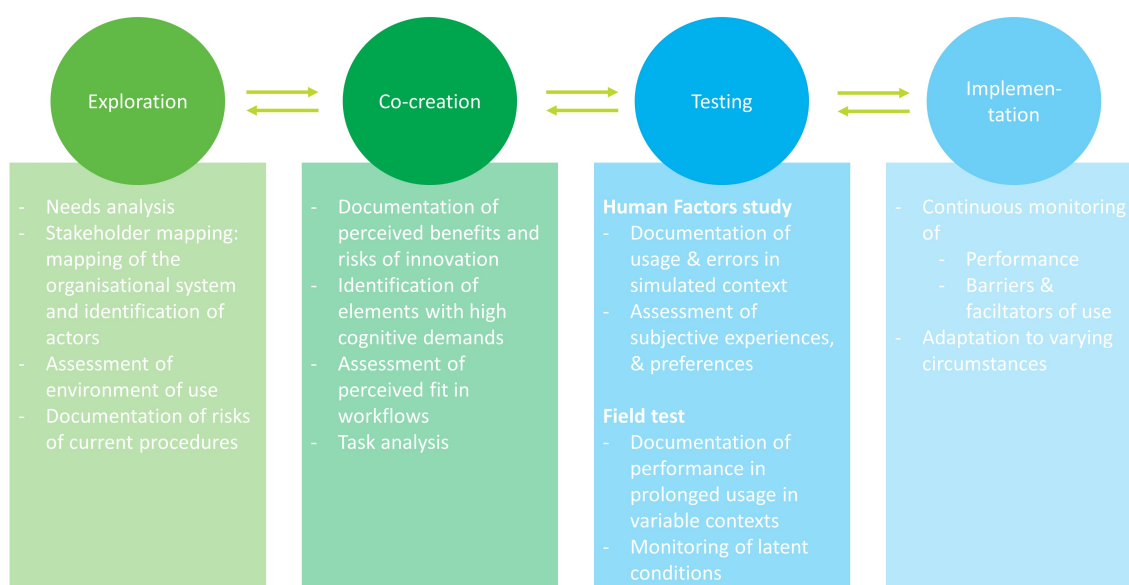 Exploration
Co-creation
Testing
Implemen-
tation
- Needs analysis
- Stakeholder mapping:
mapping of the
organisational system
and identification of
actors
- Assessment of
environment of use
- Documentation of risks
of current procedures
- Documentation of
perceived benefits and
risks of innovation
- Identification of
elements with high
cognitive demands
- Assessment of
perceived fit in
workflows
- Task analysis
Human Factors study
- Documentation of
usage & errors in
simulated context
- Assessment of
subjective experiences,
& preferences
Field test
- Documentation of
performance in
prolonged usage in
variable contexts
- Monitoring of latent
conditions
- Continuous monitoring
of
- Performance
- Barriers &
faciltators of use
- Adaptation to varying
circumstances